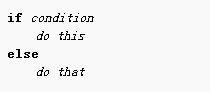 if condition
do this
else
do that